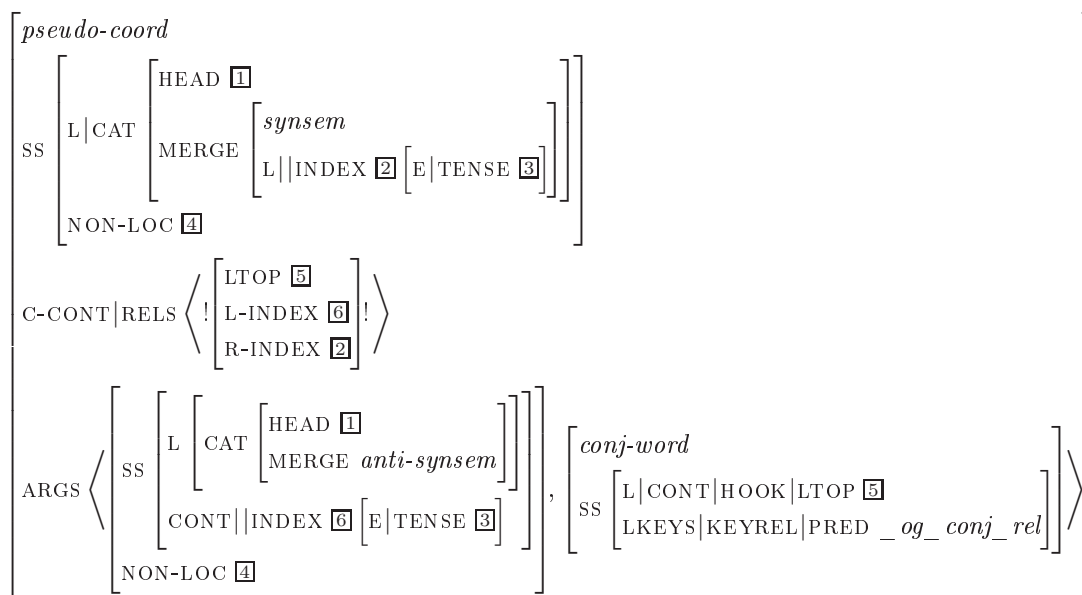 pseudo-coord
HEAD 1
SS L|CAT MERGE synsem
L||INDEX 2 [E|TENSE 3]
NON-LOC 4
LTOP 5
C-CONT|RELS ⟨! L-INDEX 6 !⟩
R-INDEX 2
ARGS ⟨ SS L CAT HEAD 1
MERGE anti-synsem
CONT||INDEX 6 [E|TENSE 3]
NON-LOC 4
, conj-word
SS L|CONT|HOOK|LTOP 5
LKEYS|KEYREL|PRED _og_conj_rel ⟩